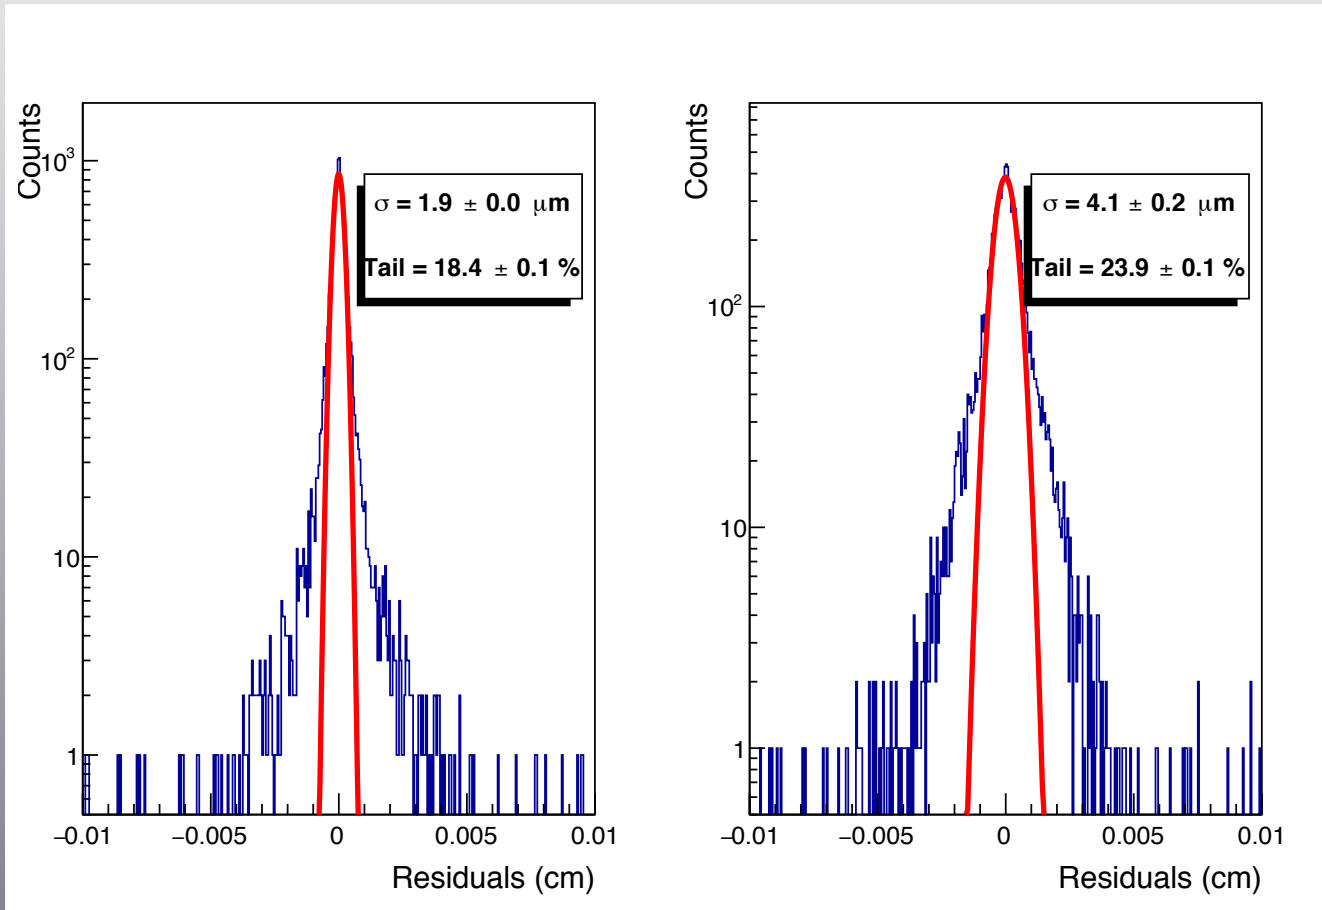 Counts
10³
10²
10
1
σ = 1.9 ± 0.0 μm
Tail = 18.4 ± 0.1 %
−0.01 −0.005 0 0.005 0.01
Residuals (cm)
Counts
10²
10
1
σ = 4.1 ± 0.2 μm
Tail = 23.9 ± 0.1 %
−0.01 −0.005 0 0.005 0.01
Residuals (cm)